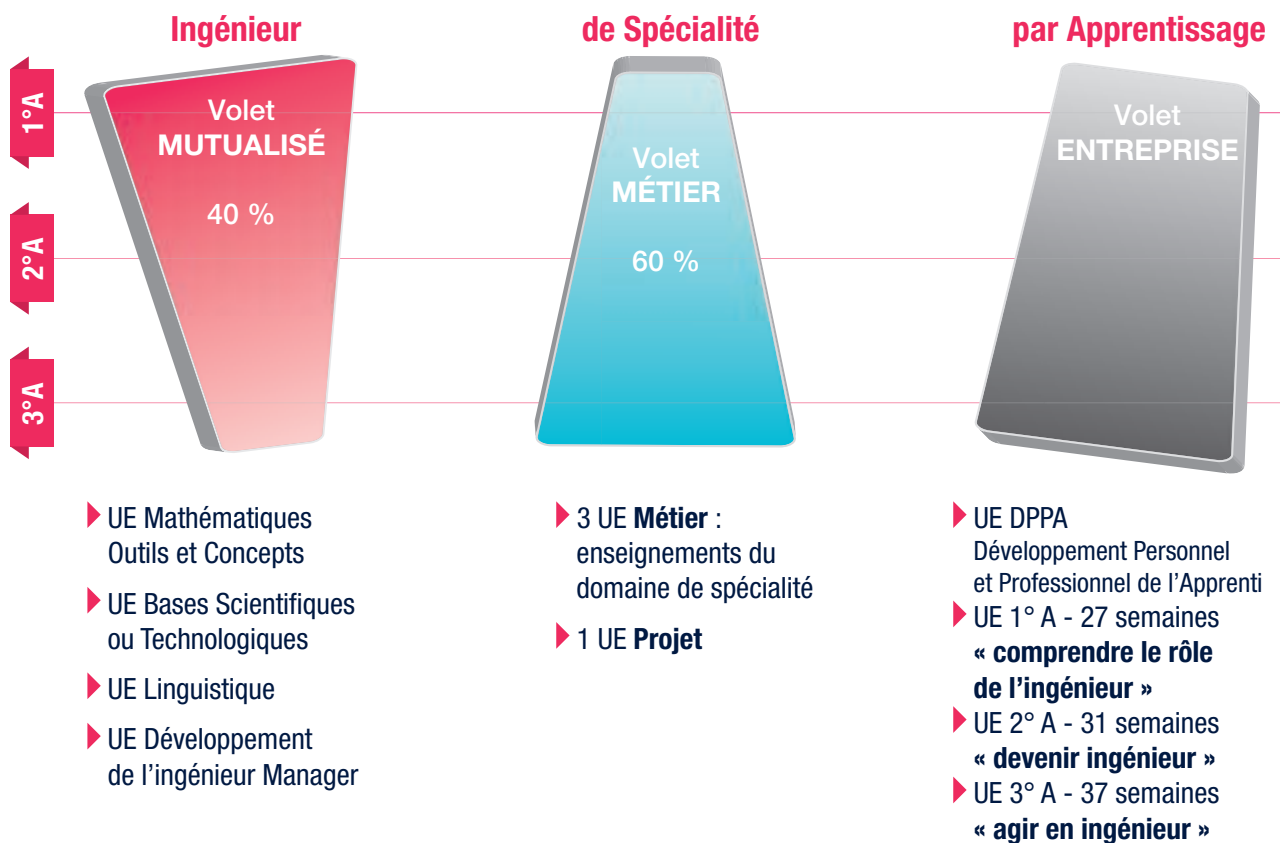 Ingénieur
de Spécialité
par Apprentissage
1°A
2°A
3°A
Volet
MUTUALISÉ
40 %
Volet
MÉTIER
60 %
Volet
ENTREPRISE
UE Mathématiques
Outils et Concepts
UE Bases Scientifiques
ou Technologiques
UE Linguistique
UE Développement
de l’ingénieur Manager
3 UE Métier :
enseignements du
domaine de spécialité
1 UE Projet
UE DPPA
Développement Personnel
et Professionnel de l’Apprenti
UE 1° A - 27 semaines
« comprendre le rôle
de l’ingénieur »
UE 2° A - 31 semaines
« devenir ingénieur »
UE 3° A - 37 semaines
« agir en ingénieur »